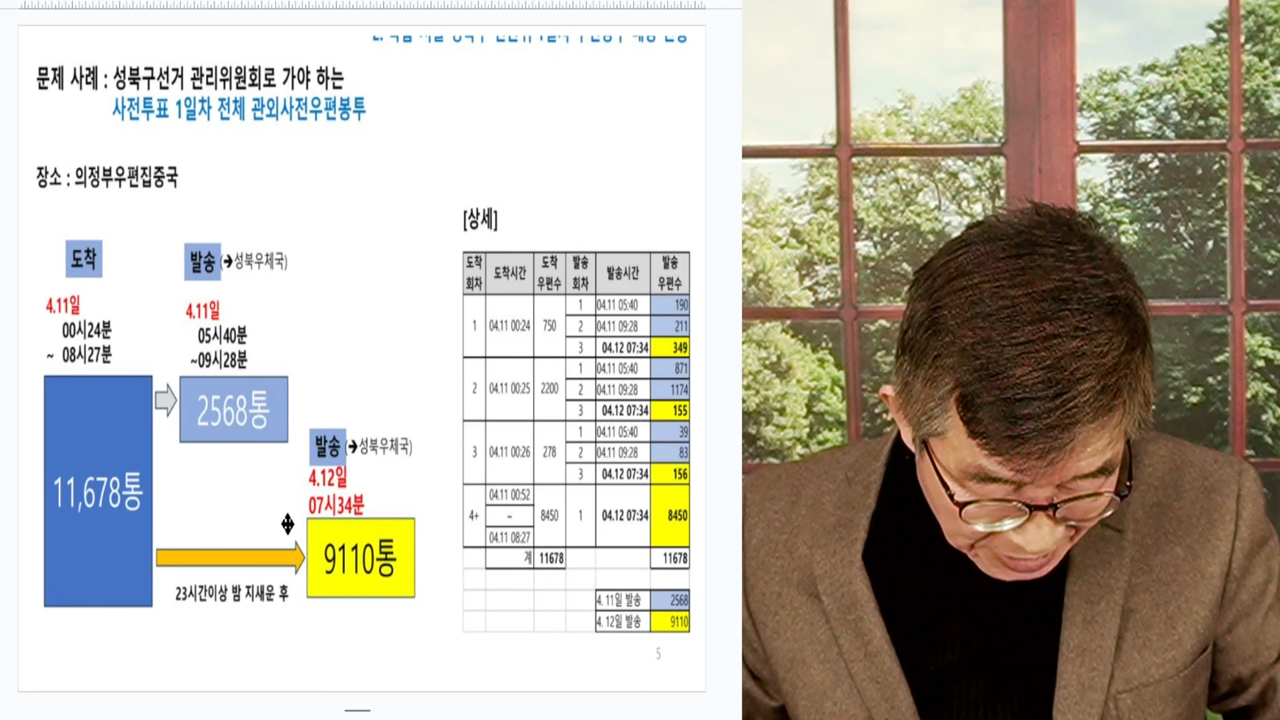 문제 사례 : 성북구선거 관리위원회로 가야 하는
사전투표 1일차 전체 관외사전우편봉투
장소 : 의정부우편집중국
[상세]
도착
4.11일
00시24분
~ 08시27분
11,678통
발송 (→성북우체국)
4.11일
05시40분
~09시28분
2568통
발송 (→성북우체국)
4.12일
07시34분
9110통
23시간이상 밤 지새운 후
도착회차 도착시간 도착우편수 발송회차 발송시간 발송우편수
1 04.11 00:24 750 1 04.11 05:40 190
2 04.11 09:28 211
3 04.12 07:34 349
2 04.11 00:25 2200 1 04.11 05:40 871
2 04.11 09:28 1174
3 04.12 07:34 155
3 04.11 00:26 278 1 04.11 05:40 39
2 04.11 09:28 83
3 04.12 07:34 156
4+ 04.11 00:52 ~ 04.11 08:27 8450 1 04.12 07:34 8450
계 11678 11678
4. 11일 발송 2568
4. 12일 발송 9110
5